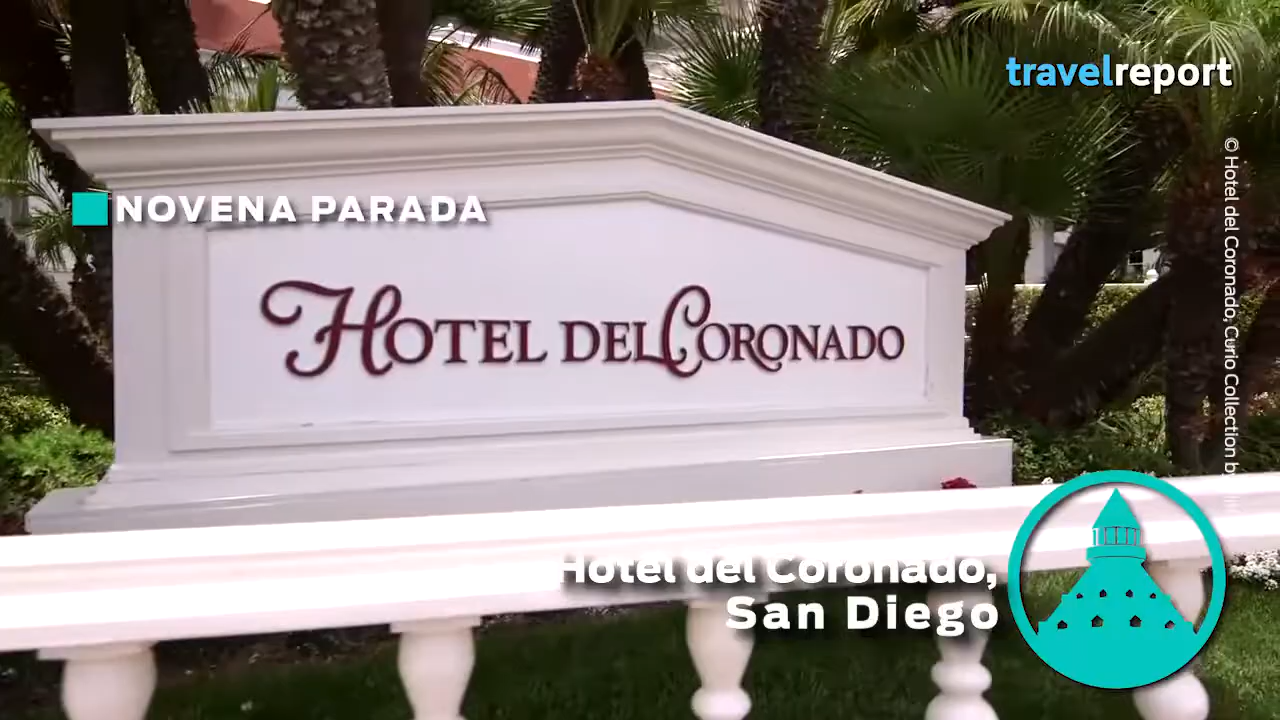 travelreport
NOVENA PARADA
HOTEL DEL CORONADO
© Hotel del Coronado, Curio Collection
Hotel del Coronado,
San Diego